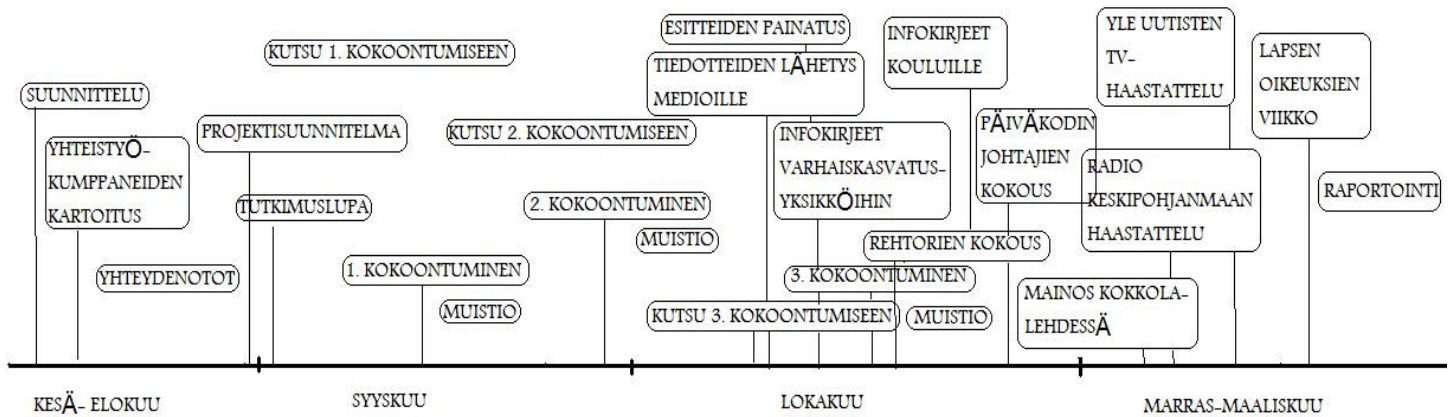 SUUNNITTELU
YHTEISTYÖ-
KUMPPANEIDEN
KARTOITUS
YHTEYDENOTOT
KUTSU 1. KOKOONTUMISEEN
PROJEKTISUUNNITELMA
TUTKIMUSLUPA
1. KOKOONTUMINEN
MUISTIO
KUTSU 2. KOKOONTUMISEEN
2. KOKOONTUMINEN
MUISTIO
ESITTEIDEN PAINATUS
TIEDOTTEIDEN LÄHETYS
MEDIOILLE
INFOKIRJEET
VARHAISKASVATUS-
YKSIKKÖIHIN
KUTSU 3. KOKOONTUMISEEN
3. KOKOONTUMINEN
MUISTIO
INFOKIRJEET
KOULUILLE
REHTORIEN KOKOUS
PÄIVÄKODIN
JOHTAJIEN
KOKOUS
YLE UUTISTEN
TV-
HAASTATTELU
RADIO
KESKIPOHJANMAAN
HAASTATTELU
MAINOS KOKKOLA-
LEHDESSÄ
LAPSEN
OIKEUKSIEN
VIIKKO
RAPORTOINTI
KESÄ- ELOKUU
SYYSKUU
LOKAKUU
MARRAS-MAALISKUU